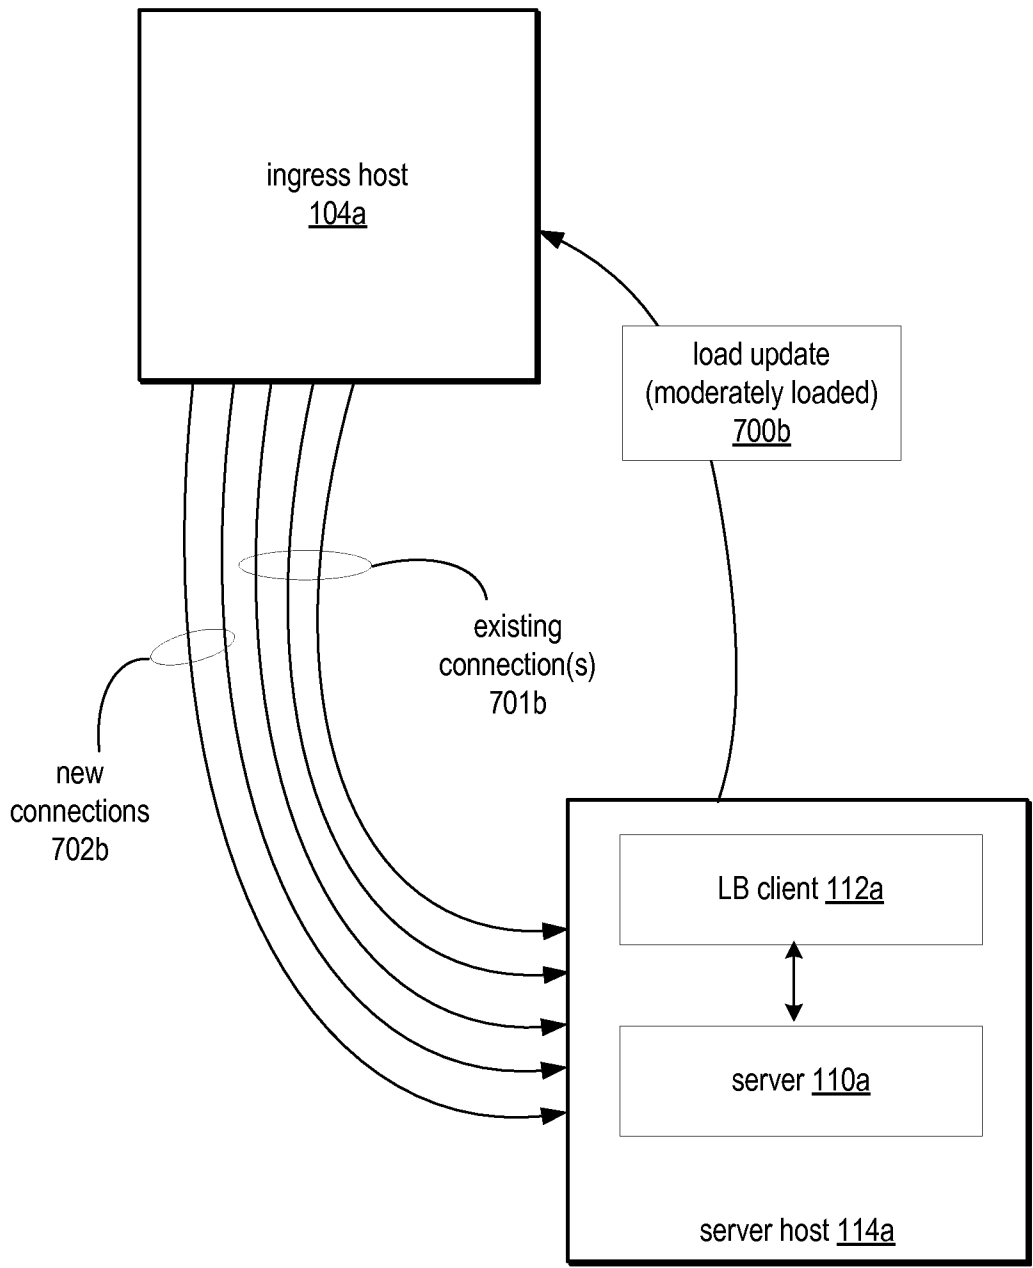 ingress host
104a
load update
(moderately loaded)
700b
existing
connection(s)
701b
new
connections
702b
LB client 112a
server 110a
server host 114a